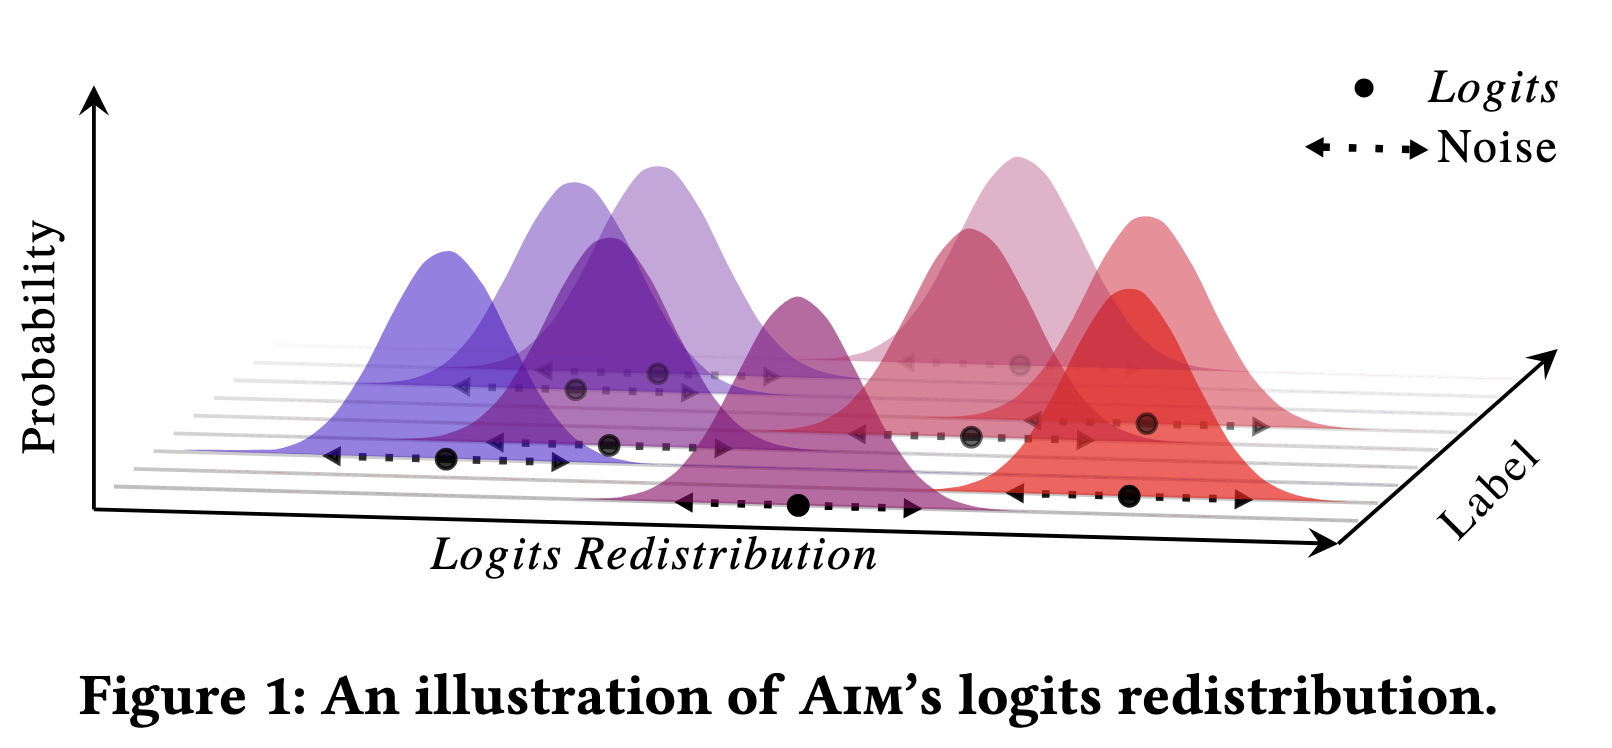 Logits
Noise
Probability
Label
Logits Redistribution
Figure 1: An illustration of AIM's logits redistribution.